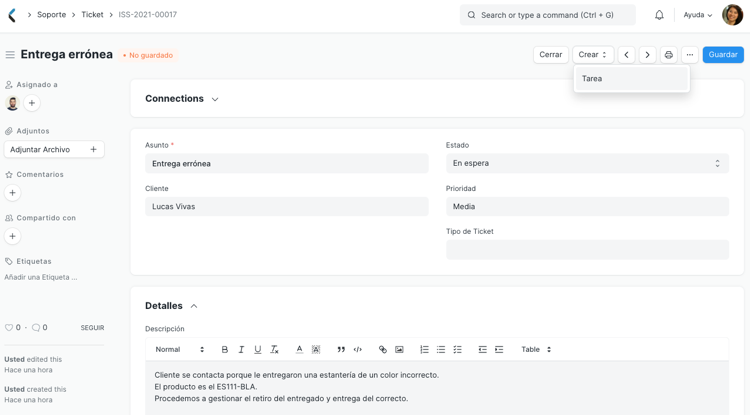 Soporte > Ticket > ISS-2021-00017
Search or type a command (Ctrl + G)
Ayuda
Entrega errónea
No guardado
Cerrar
Crear
Guardar
Tarea
Asignado a
Adjuntos
Adjuntar Archivo
Comentarios
Compartido con
Etiquetas
Añadir una Etiqueta ...
0 · 0
SEGUIR
Usted edited this
Hace una hora
Usted created this
Hace una hora
Connections
Asunto *
Entrega errónea
Estado
En espera
Cliente
Lucas Vivas
Prioridad
Media
Tipo de Ticket
Detalles
Descripción
Normal
Table
Cliente se contacta porque le entregaron una estantería de un color incorrecto.
El producto es el ES111-BLA.
Procedemos a gestionar el retiro del entregado y entrega del correcto.